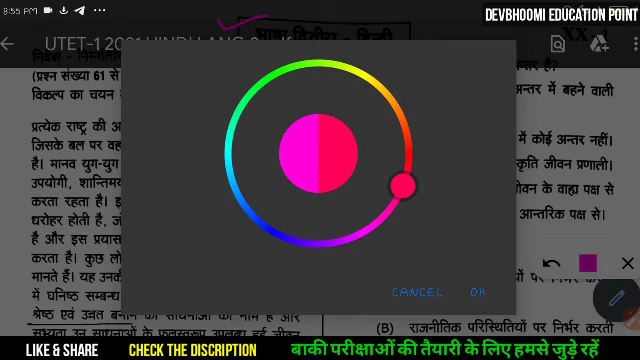 8:55 PM
DEVBHOOMI EDUCATION POINT
भाषा द्वितीय - हिन्दी
UTET-1 2021 HINDI LANG
निर्देश -
(प्रश्न संख्या 61 से
विकल्प का चयन
अन्तर है?
अन्तर में बहने वाली
प्रत्येक राष्ट्र की
जिसके बल पर वह
में कोई अन्तर नहीं।
है। मानव युग-युग
कृति जीवन प्रणाली।
उपयोगी, शान्तिमय
जीवन के वाह्य पक्ष से
करता रहता है।
धरोहर होती है,
आन्तरिक पक्ष से।
है और इस प्रयास
करता है। कुछ लो
मानते हैं। यह उनकी
में घनिष्ठ सम्बन्ध
CANCEL OK
पर निर्भर
श्रेष्ठ एवं उन्नत बनाने की साधनाओं का नाम है और
सभ्यता उन साधनाओं के फलस्वरूप उपलब्ध हुई जीवन
(B) राजनीतिक परिस्थितियों पर निर्भर करती
LIKE & SHARE
CHECK THE DISCRIPTION
बाकी परीक्षाओं की तैयारी के लिए हमसे जुड़े रहें